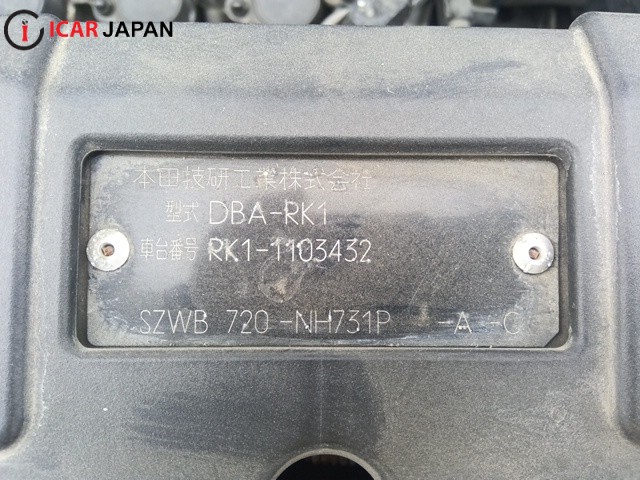 iCAR JAPAN
本田技研工業株式会社
型式 DBA-RK1
車台番号 RK1-1103432
SZWB 720-NH731P -A -C